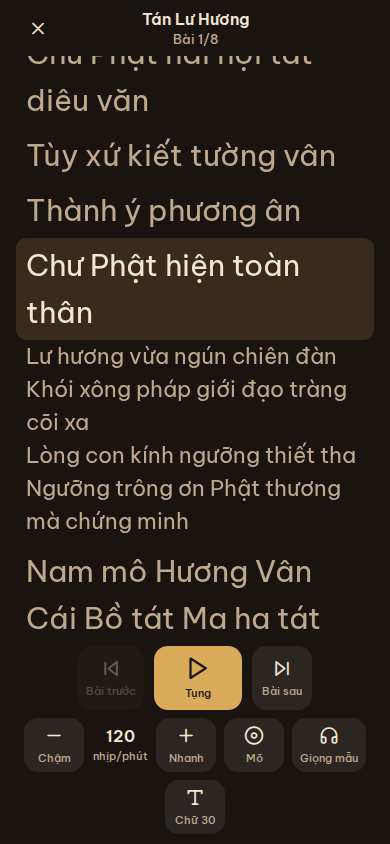 Tán Lư Hương
Bài 1/8
diêu văn
Tùy xứ kiết tường vân
Thành ý phương ân
Chư Phật hiện toàn
thân
Lư hương vừa ngún chiên đàn
Khói xông pháp giới đạo tràng
cõi xa
Lòng con kính ngưỡng thiết tha
Ngưỡng trông ơn Phật thương
mà chứng minh
Nam mô Hương Vân
Cái Bồ tát Ma ha tát
Bài trước
Tụng
Bài sau
Chậm
120
nhịp/phút
Nhanh
Mõ
Giọng mẫu
Chữ 30